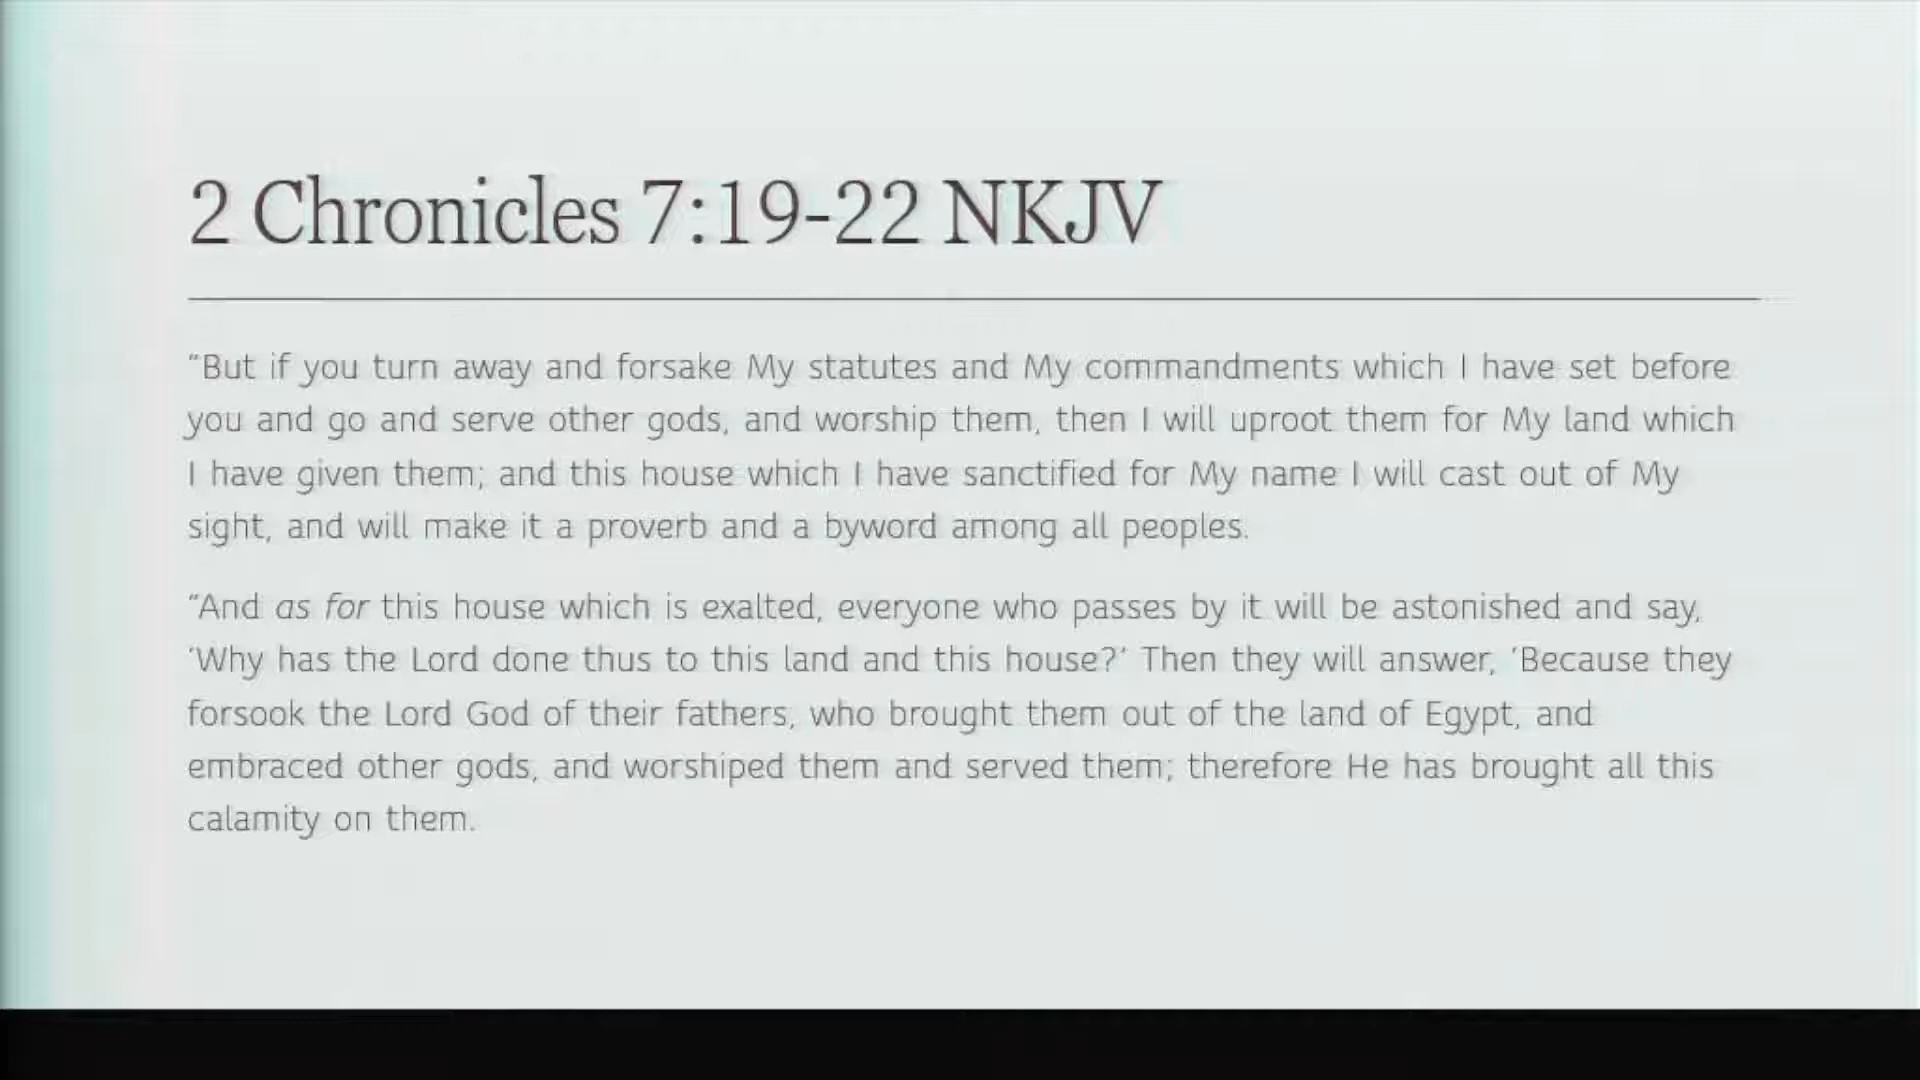 2 Chronicles 7:19-22 NKJV
“But if you turn away and forsake My statutes and My commandments which I have set before
you and go and serve other gods, and worship them, then I will uproot them for My land which
I have given them; and this house which I have sanctified for My name I will cast out of My
sight, and will make it a proverb and a byword among all peoples.
“And as for this house which is exalted, everyone who passes by it will be astonished and say,
‘Why has the Lord done thus to this land and this house?’ Then they will answer, ‘Because they
forsook the Lord God of their fathers, who brought them out of the land of Egypt, and
embraced other gods, and worshiped them and served them; therefore He has brought all this
calamity on them.